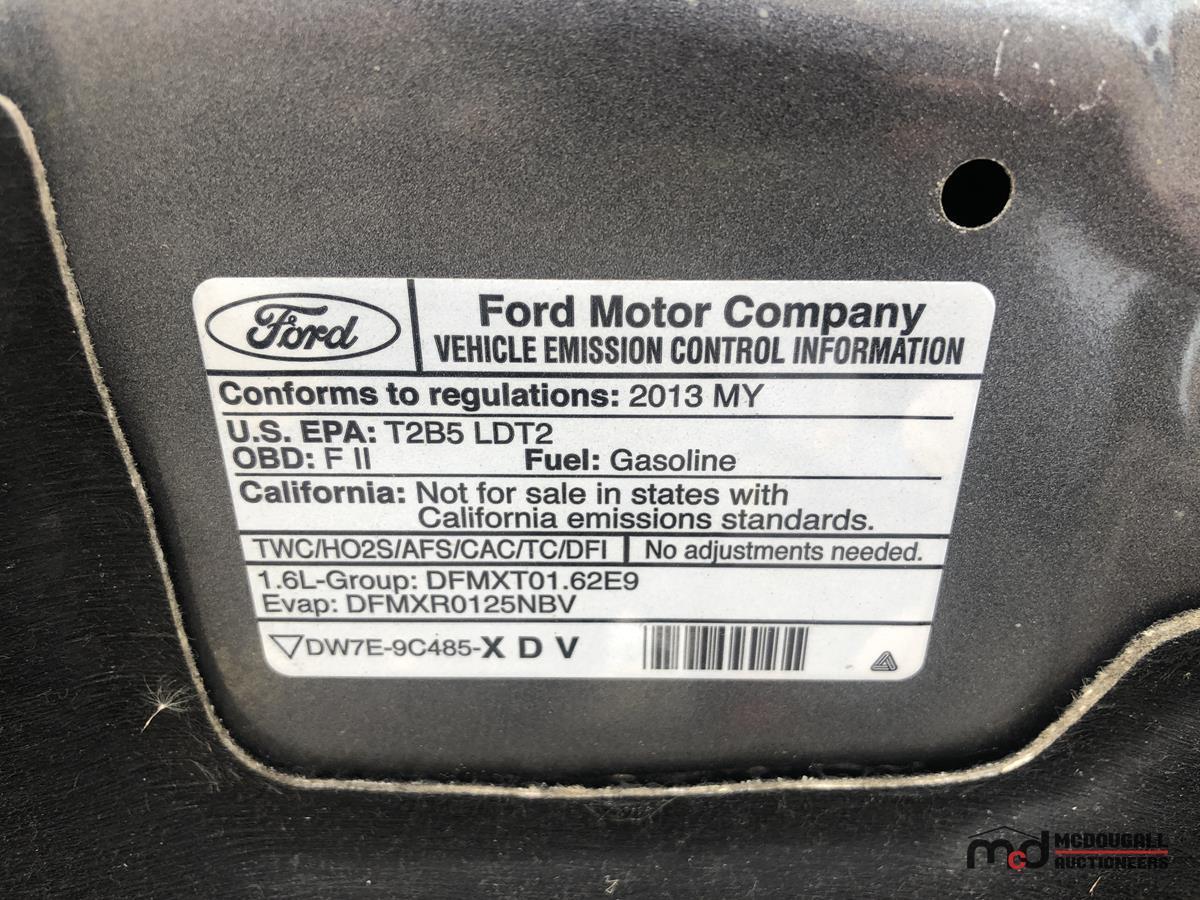 Ford
Ford Motor Company
VEHICLE EMISSION CONTROL INFORMATION
Conforms to regulations: 2013 MY
U.S. EPA: T2B5 LDT2
OBD: F II Fuel: Gasoline
California: Not for sale in states with
California emissions standards.
TWC/HO2S/AFS/CAC/TC/DFI No adjustments needed.
1.6L-Group: DFMXT01.62E9
Evap: DFMXR0125NBV
DW7E-9C485-X D V
mcd MCDOUGALL
AUCTIONEERS